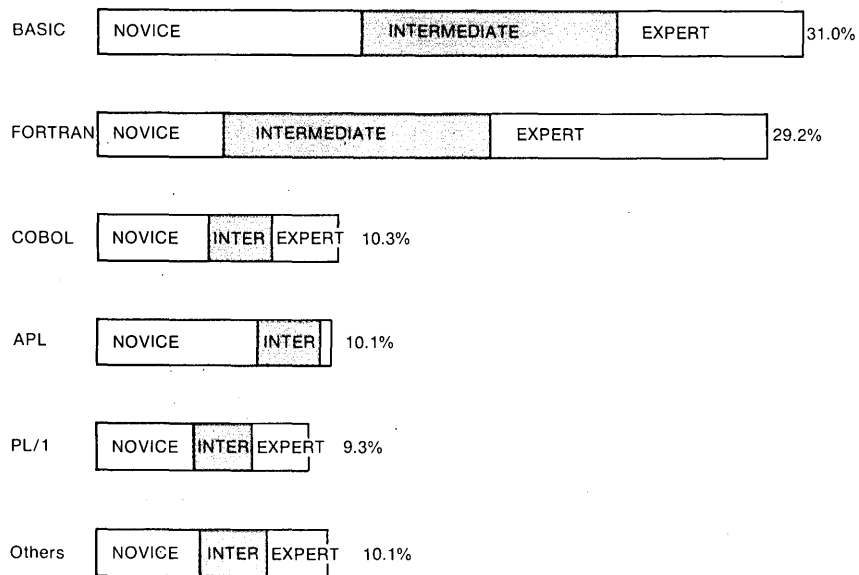 BASIC NOVICE INTERMEDIATE EXPERT 31.0%
FORTRAN NOVICE INTERMEDIATE EXPERT 29.2%
COBOL NOVICE INTER EXPERT 10.3%
APL NOVICE INTER 10.1%
PL/1 NOVICE INTER EXPERT 9.3%
Others NOVICE INTER EXPERT 10.1%